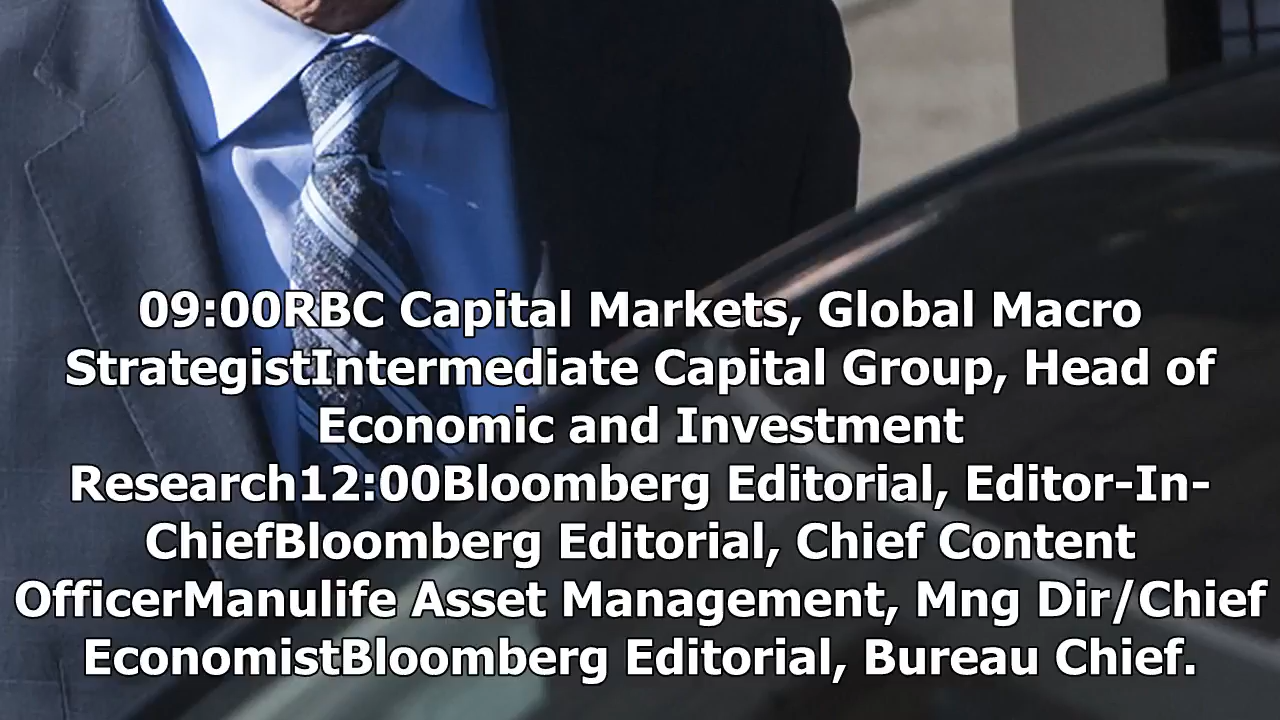 09:00RBC Capital Markets, Global Macro
StrategistIntermediate Capital Group, Head of
Economic and Investment
Research12:00Bloomberg Editorial, Editor-In-
ChiefBloomberg Editorial, Chief Content
OfficerManulife Asset Management, Mng Dir/Chief
EconomistBloomberg Editorial, Bureau Chief.